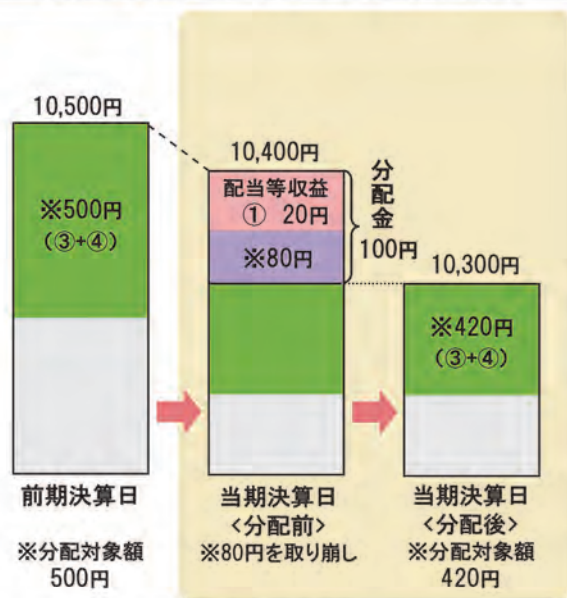 10,500円
※500円
(③+④)
前期決算日
※分配対象額
500円
10,400円
配当等収益
① 20円
※80円
分配金
100円
当期決算日
<分配前>
※80円を取り崩し
10,300円
※420円
(③+④)
当期決算日
<分配後>
※分配対象額
420円